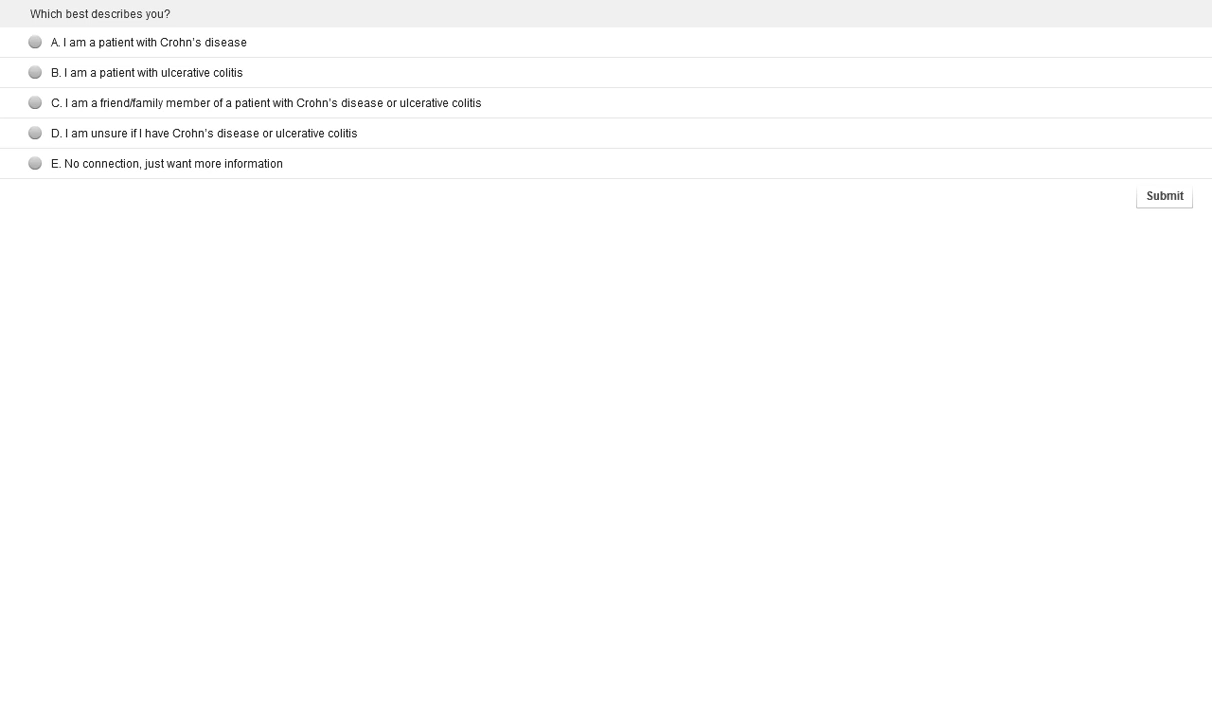 Which best describes you?
A. I am a patient with Crohn's disease
B. I am a patient with ulcerative colitis
C. I am a friend/family member of a patient with Crohn's disease or ulcerative colitis
D. I am unsure if I have Crohn's disease or ulcerative colitis
E. No connection, just want more information
Submit